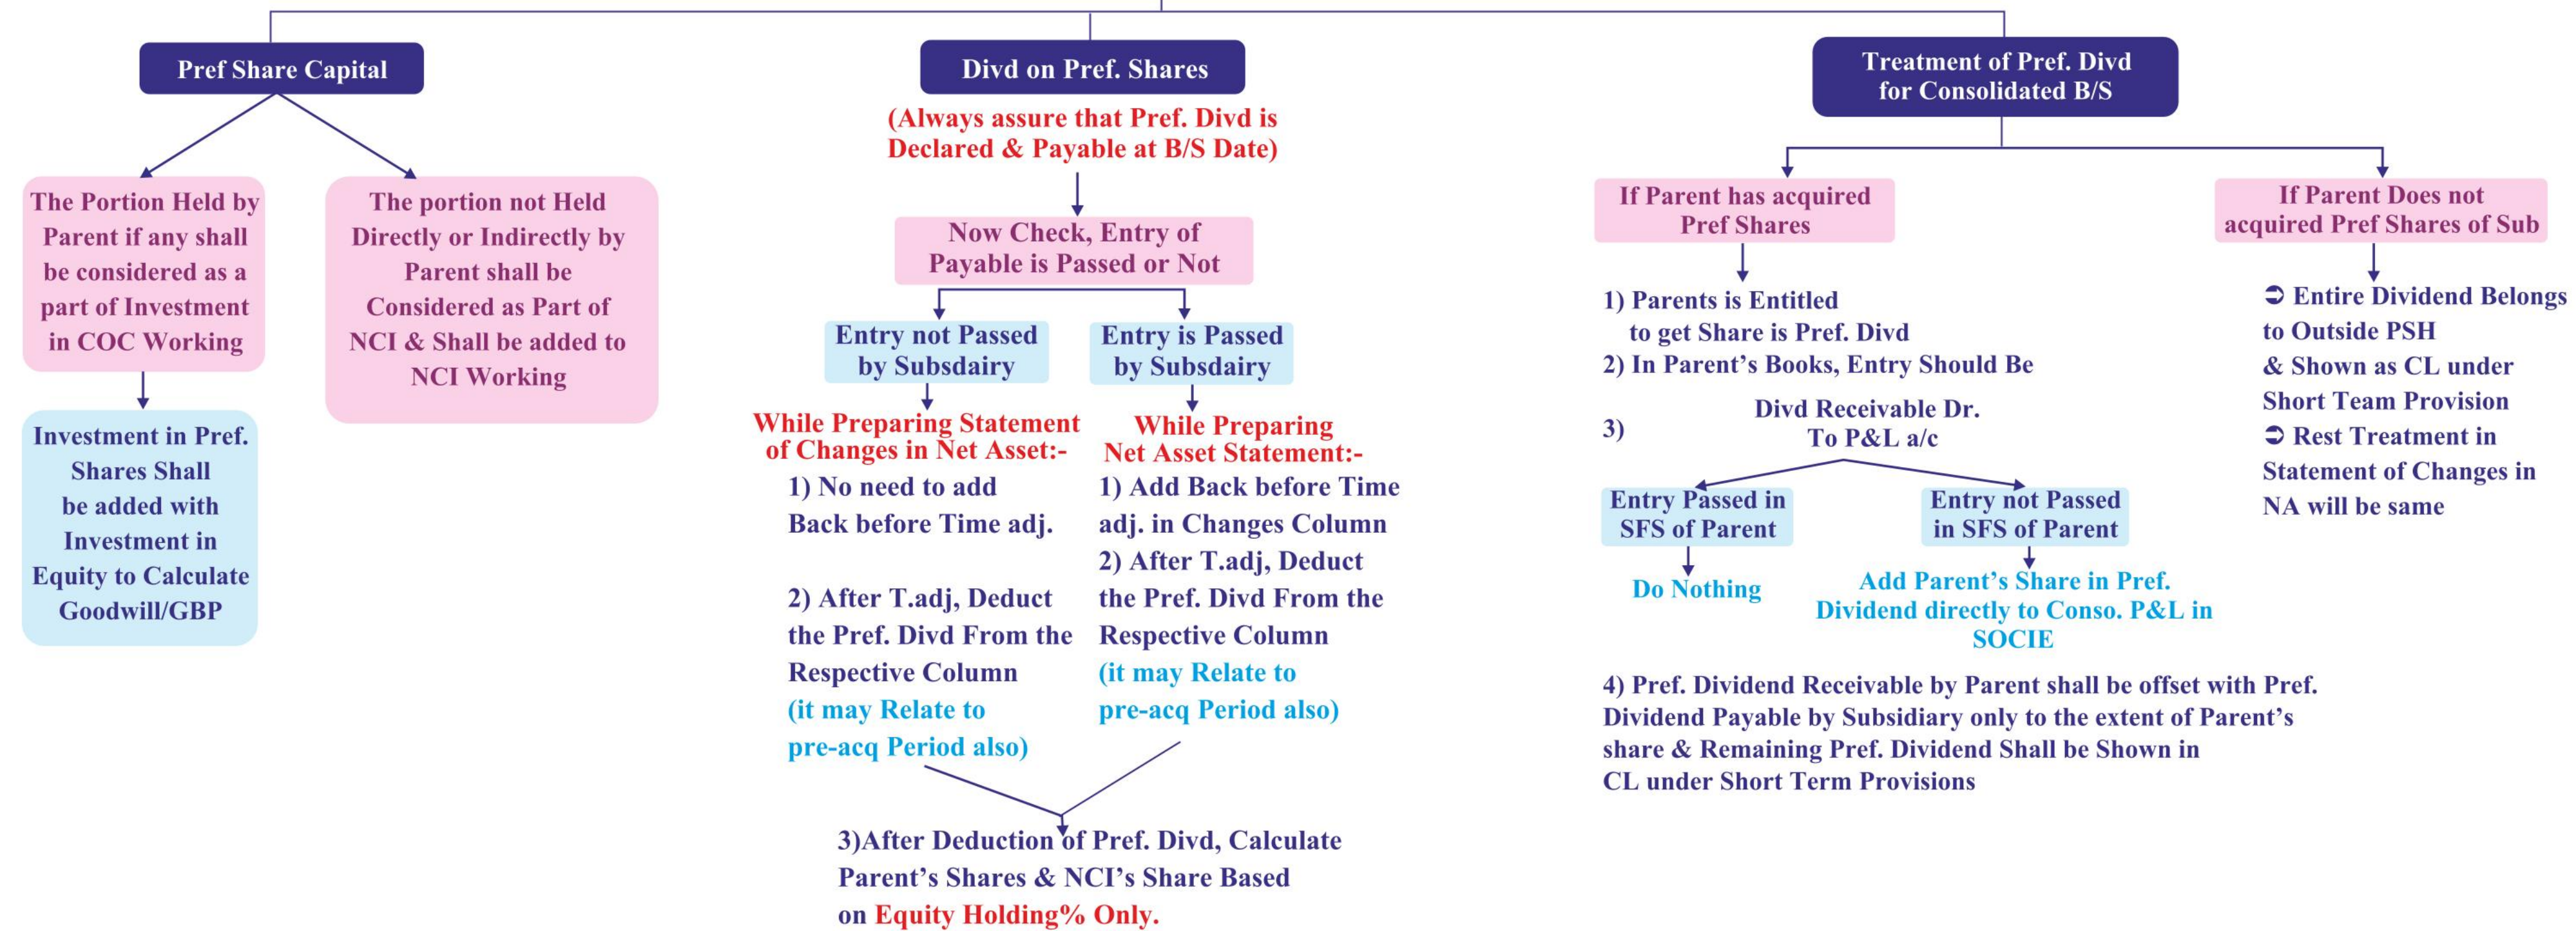 Pref Share Capital
The Portion Held by
Parent if any shall
be considered as a
part of Investment
in COC Working
Investment in Pref.
Shares Shall
be added with
Investment in
Equity to Calculate
Goodwill/GBP
The portion not Held
Directly or Indirectly by
Parent shall be
Considered as Part of
NCI & Shall be added to
NCI Working
Divd on Pref. Shares
(Always assure that Pref. Divd is
Declared & Payable at B/S Date)
Now Check, Entry of
Payable is Passed or Not
Entry not Passed
by Subsdairy
While Preparing Statement
of Changes in Net Asset:-
1) No need to add
Back before Time adj.
2) After T.adj, Deduct
the Pref. Divd From the
Respective Column
(it may Relate to
pre-acq Period also)
Entry is Passed
by Subsdairy
While Preparing
Net Asset Statement:-
1) Add Back before Time
adj. in Changes Column
2) After T.adj, Deduct
the Pref. Divd From the
Respective Column
(it may Relate to
pre-acq Period also)
3)After Deduction of Pref. Divd, Calculate
Parent's Shares & NCI's Share Based
on Equity Holding% Only.
Treatment of Pref. Divd
for Consolidated B/S
If Parent has acquired
Pref Shares
1) Parents is Entitled
to get Share is Pref. Divd
2) In Parent's Books, Entry Should Be
3)
Divd Receivable Dr.
To P&L a/c
Entry Passed in
SFS of Parent
Do Nothing
Entry not Passed
in SFS of Parent
Add Parent's Share in Pref.
Dividend directly to Conso. P&L in
SOCIE
4) Pref. Dividend Receivable by Parent shall be offset with Pref.
Dividend Payable by Subsidiary only to the extent of Parent's
share & Remaining Pref. Dividend Shall be Shown in
CL under Short Term Provisions
If Parent Does not
acquired Pref Shares of Sub
➲ Entire Dividend Belongs
to Outside PSH
& Shown as CL under
Short Team Provision
➲ Rest Treatment in
Statement of Changes in
NA will be same